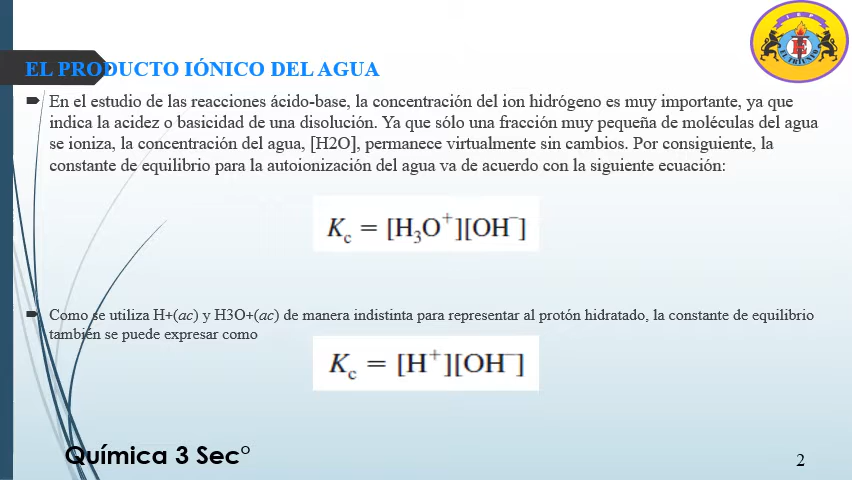 I E P
EL TRIUNFO
EL PRODUCTO IÓNICO DEL AGUA
En el estudio de las reacciones ácido-base, la concentración del ion hidrógeno es muy importante, ya que
indica la acidez o basicidad de una disolución. Ya que sólo una fracción muy pequeña de moléculas del agua
se ioniza, la concentración del agua, [H2O], permanece virtualmente sin cambios. Por consiguiente, la
constante de equilibrio para la autoionización del agua va de acuerdo con la siguiente ecuación:
K_c = [H₃O⁺][OH⁻]
Como se utiliza H+(ac) y H3O+(ac) de manera indistinta para representar al protón hidratado, la constante de equilibrio
también se puede expresar como
K_c = [H⁺][OH⁻]
Química 3 Sec°
2